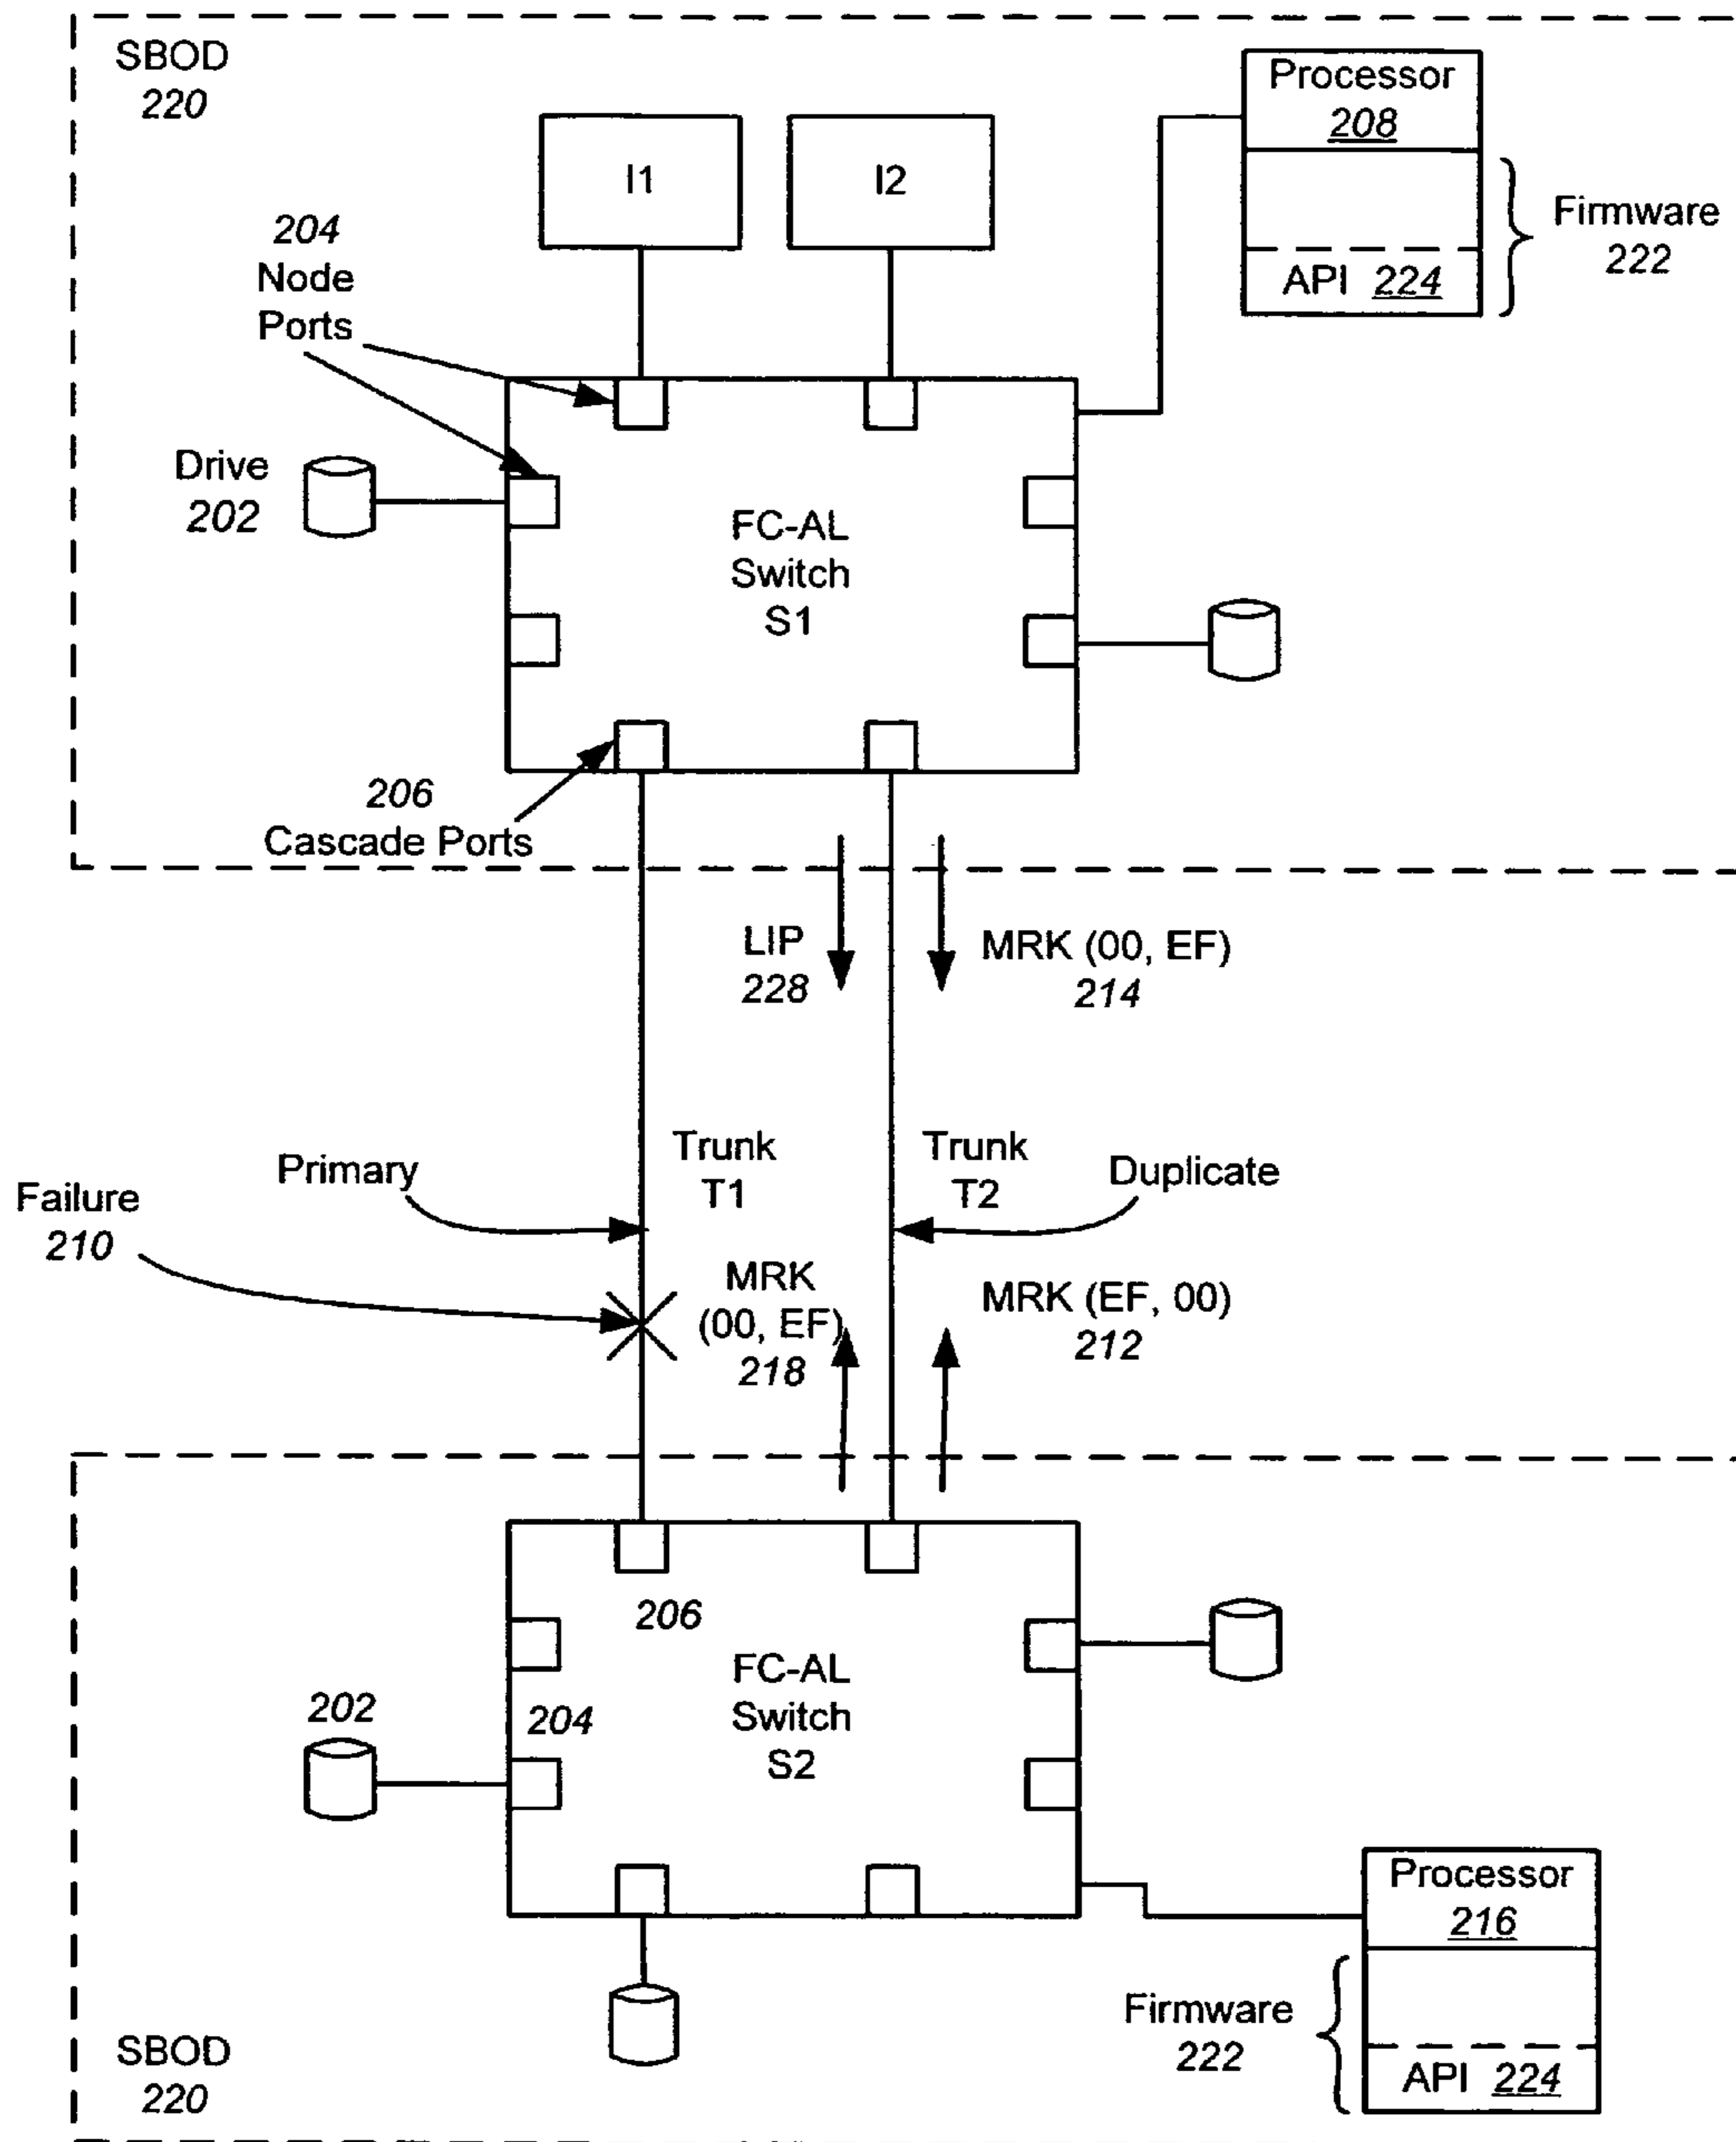 SBOD
220
Processor
208
Firmware
222
API 224
I1
I2
204
Node
Ports
Drive
202
FC-AL
Switch
S1
206
Cascade Ports
LIP
228
MRK (00, EF)
214
Trunk
T1
Trunk
T2
Primary
Duplicate
Failure
210
MRK
(00, EF)
218
MRK (EF, 00)
212
206
FC-AL
Switch
S2
202
204
Processor
216
Firmware
222
API 224
SBOD
220